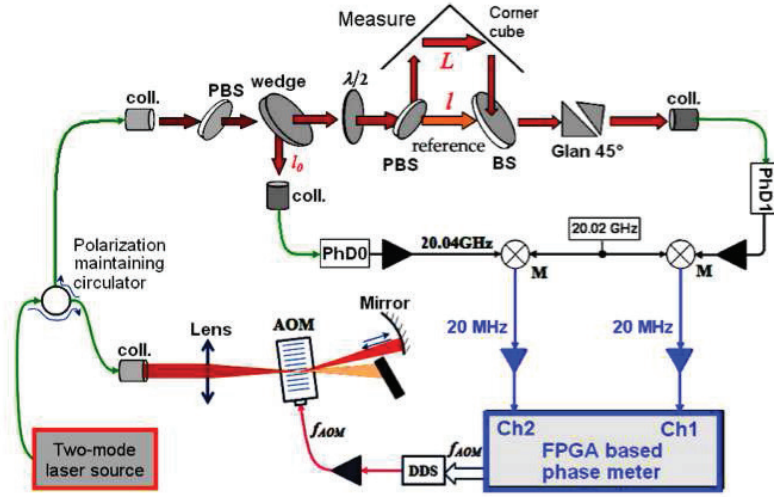 Measure
Corner
cube
L
coll.
PBS
wedge
λ/2
l
coll.
reference
PBS
BS
Glan 45°
I₀
coll.
PhD1
20.02 GHz
PhD0
20.04GHz
M
M
Polarization
maintaining
circulator
Mirror
Lens
AOM
20 MHz
20 MHz
coll.
Two-mode
laser source
fAOM
DDS
fAOM
Ch2
Ch1
FPGA based
phase meter